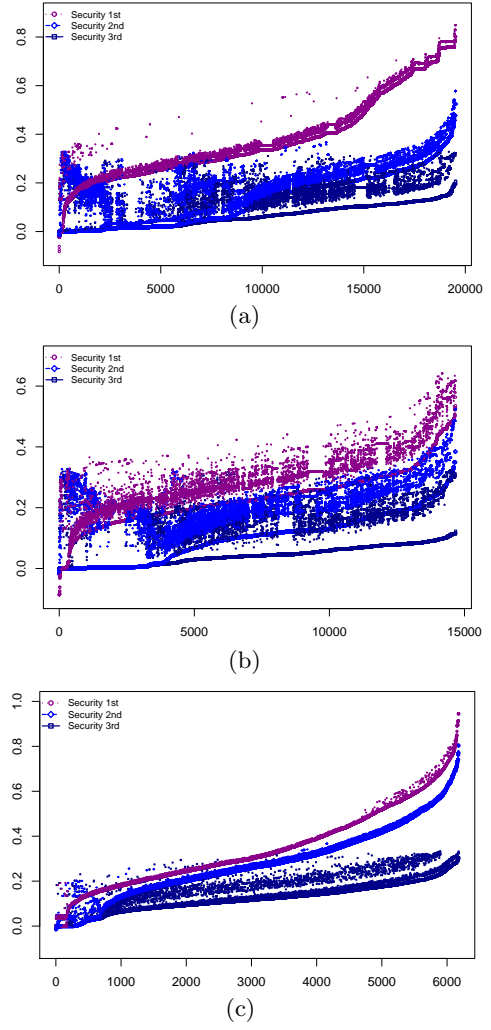 Security 1st
Security 2nd
Security 3rd
0.8
0.6
0.4
0.2
0.0
0 5000 10000 15000 20000
(a)
Security 1st
Security 2nd
Security 3rd
0.6
0.4
0.2
0.0
0 5000 10000 15000
(b)
1.0
Security 1st
Security 2nd
Security 3rd
0.8
0.6
0.4
0.2
0.0
0 1000 2000 3000 4000 5000 6000
(c)